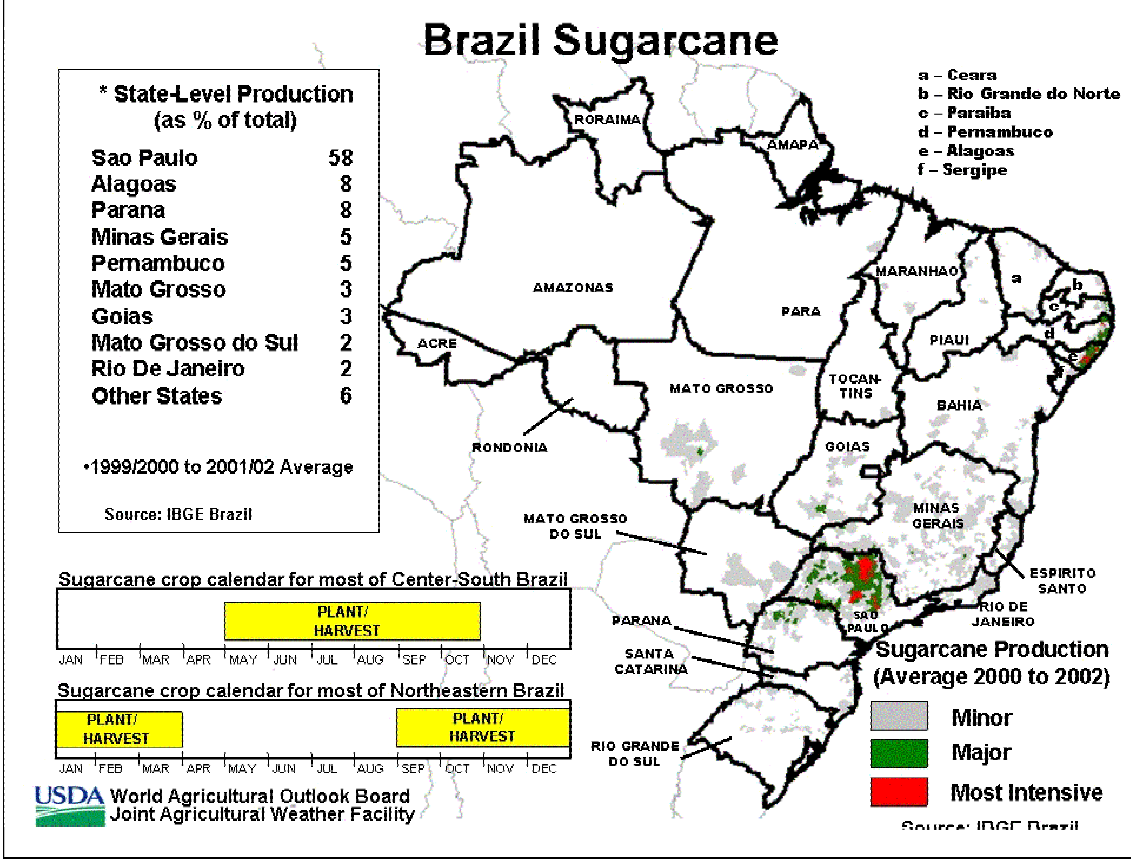 Brazil Sugarcane
* State-Level Production
(as % of total)
Sao Paulo 58
Alagoas 8
Parana 8
Minas Gerais 5
Pernambuco 5
Mato Grosso 3
Goias 3
Mato Grosso do Sul 2
Rio De Janeiro 2
Other States 6
•1999/2000 to 2001/02 Average
Source: IBGE Brazil
a – Ceara
b – Rio Grande do Norte
c – Paraiba
d – Pernambuco
e – Alagoas
f – Sergipe
RORAIMA
AMAPA
AMAZONAS
PARA
MARANHAO
a
b
c
d
e
f
PIAUI
ACRE
RONDONIA
MATO GROSSO
TOCAN-
TINS
BAHIA
GOIAS
MINAS
GERAIS
MATO GROSSO
DO SUL
ESPIRITO
SANTO
RIO DE
JANEIRO
SAO
PAULO
PARANA
SANTA
CATARINA
RIO GRANDE
DO SUL
Sugarcane crop calendar for most of Center-South Brazil
PLANT/
HARVEST
JAN FEB MAR APR MAY JUN JUL AUG SEP OCT NOV DEC
Sugarcane crop calendar for most of Northeastern Brazil
PLANT/
HARVEST
PLANT/
HARVEST
JAN FEB MAR APR MAY JUN JUL AUG SEP OCT NOV DEC
Sugarcane Production
(Average 2000 to 2002)
Minor
Major
Most Intensive
Source: IBGE Brazil
USDA World Agricultural Outlook Board
Joint Agricultural Weather Facility